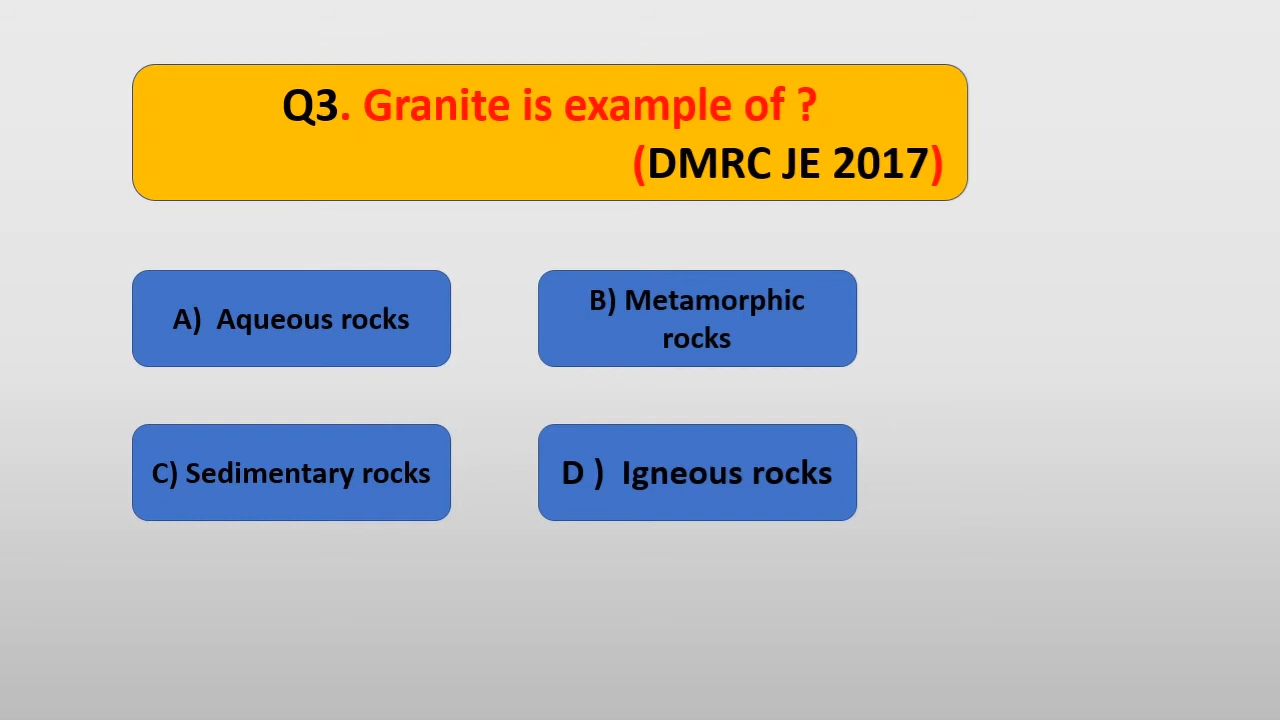 Q3. Granite is example of ?
(DMRC JE 2017)
A) Aqueous rocks
B) Metamorphic
rocks
C) Sedimentary rocks
D ) Igneous rocks